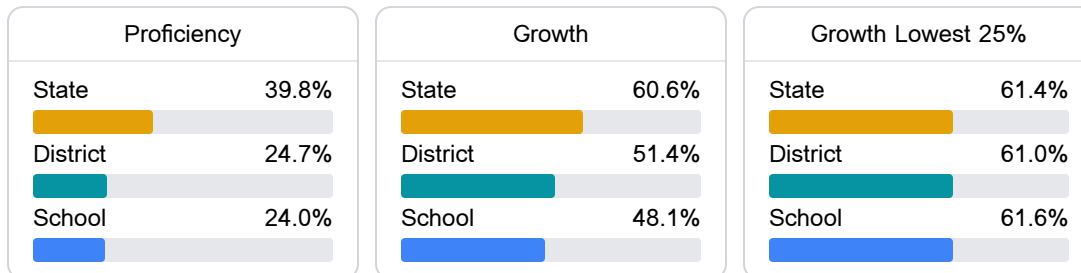 Proficiency
State 39.8%
District 24.7%
School 24.0%
Growth
State 60.6%
District 51.4%
School 48.1%
Growth Lowest 25%
State 61.4%
District 61.0%
School 61.6%